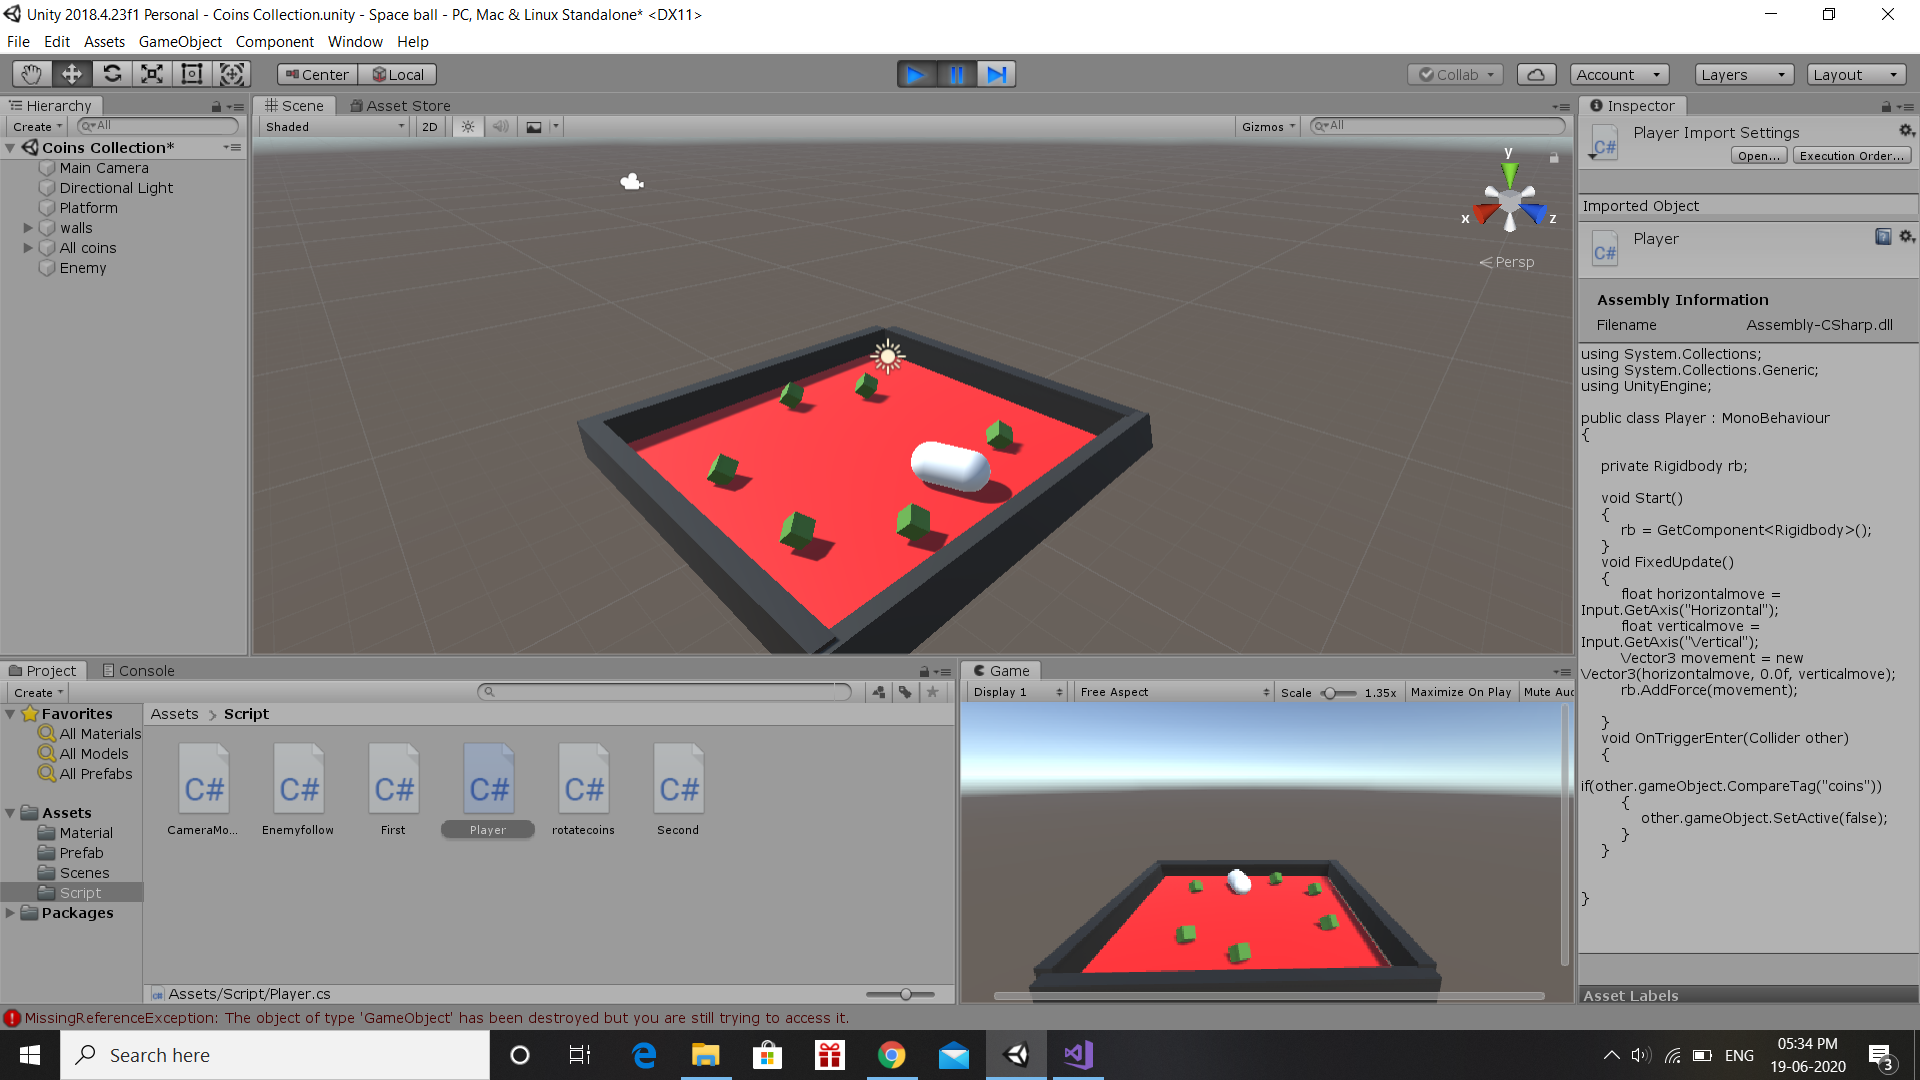 Unity 2018.4.23f1 Personal - Coins Collection.unity - Space ball - PC, Mac & Linux Standalone* <DX11>
File Edit Assets GameObject Component Window Help
Center Local Collab Account Layers Layout
Hierarchy
Create All
Coins Collection*
Main Camera
Directional Light
Platform
walls
All coins
Enemy
Scene Asset Store
Shaded 2D Gizmos All
y
x z
Persp
Inspector
C# Player Import Settings
Open... Execution Order...
Imported Object
C# Player
Assembly Information
Filename Assembly-CSharp.dll
using System.Collections;
using System.Collections.Generic;
using UnityEngine;
public class Player : MonoBehaviour
{
private Rigidbody rb;
void Start()
{
rb = GetComponent<Rigidbody>();
}
void FixedUpdate()
{
float horizontalmove =
Input.GetAxis("Horizontal");
float verticalmove =
Input.GetAxis("Vertical");
Vector3 movement = new
Vector3(horizontalmove, 0.0f, verticalmove);
rb.AddForce(movement);
}
void OnTriggerEnter(Collider other)
{
if(other.gameObject.CompareTag("coins"))
{
other.gameObject.SetActive(false);
}
}
}
Asset Labels
Project Console
Create
Favorites
All Materials
All Models
All Prefabs
Assets
Material
Prefab
Scenes
Script
Packages
Assets > Script
C# C# C# C# C# C#
CameraMo... Enemyfollow First Player rotatecoins Second
Assets/Script/Player.cs
Game
Display 1 Free Aspect Scale 1.35x Maximize On Play Mute Auc
MissingReferenceException: The object of type 'GameObject' has been destroyed but you are still trying to access it.
Search here
ENG
05:34 PM
19-06-2020
3